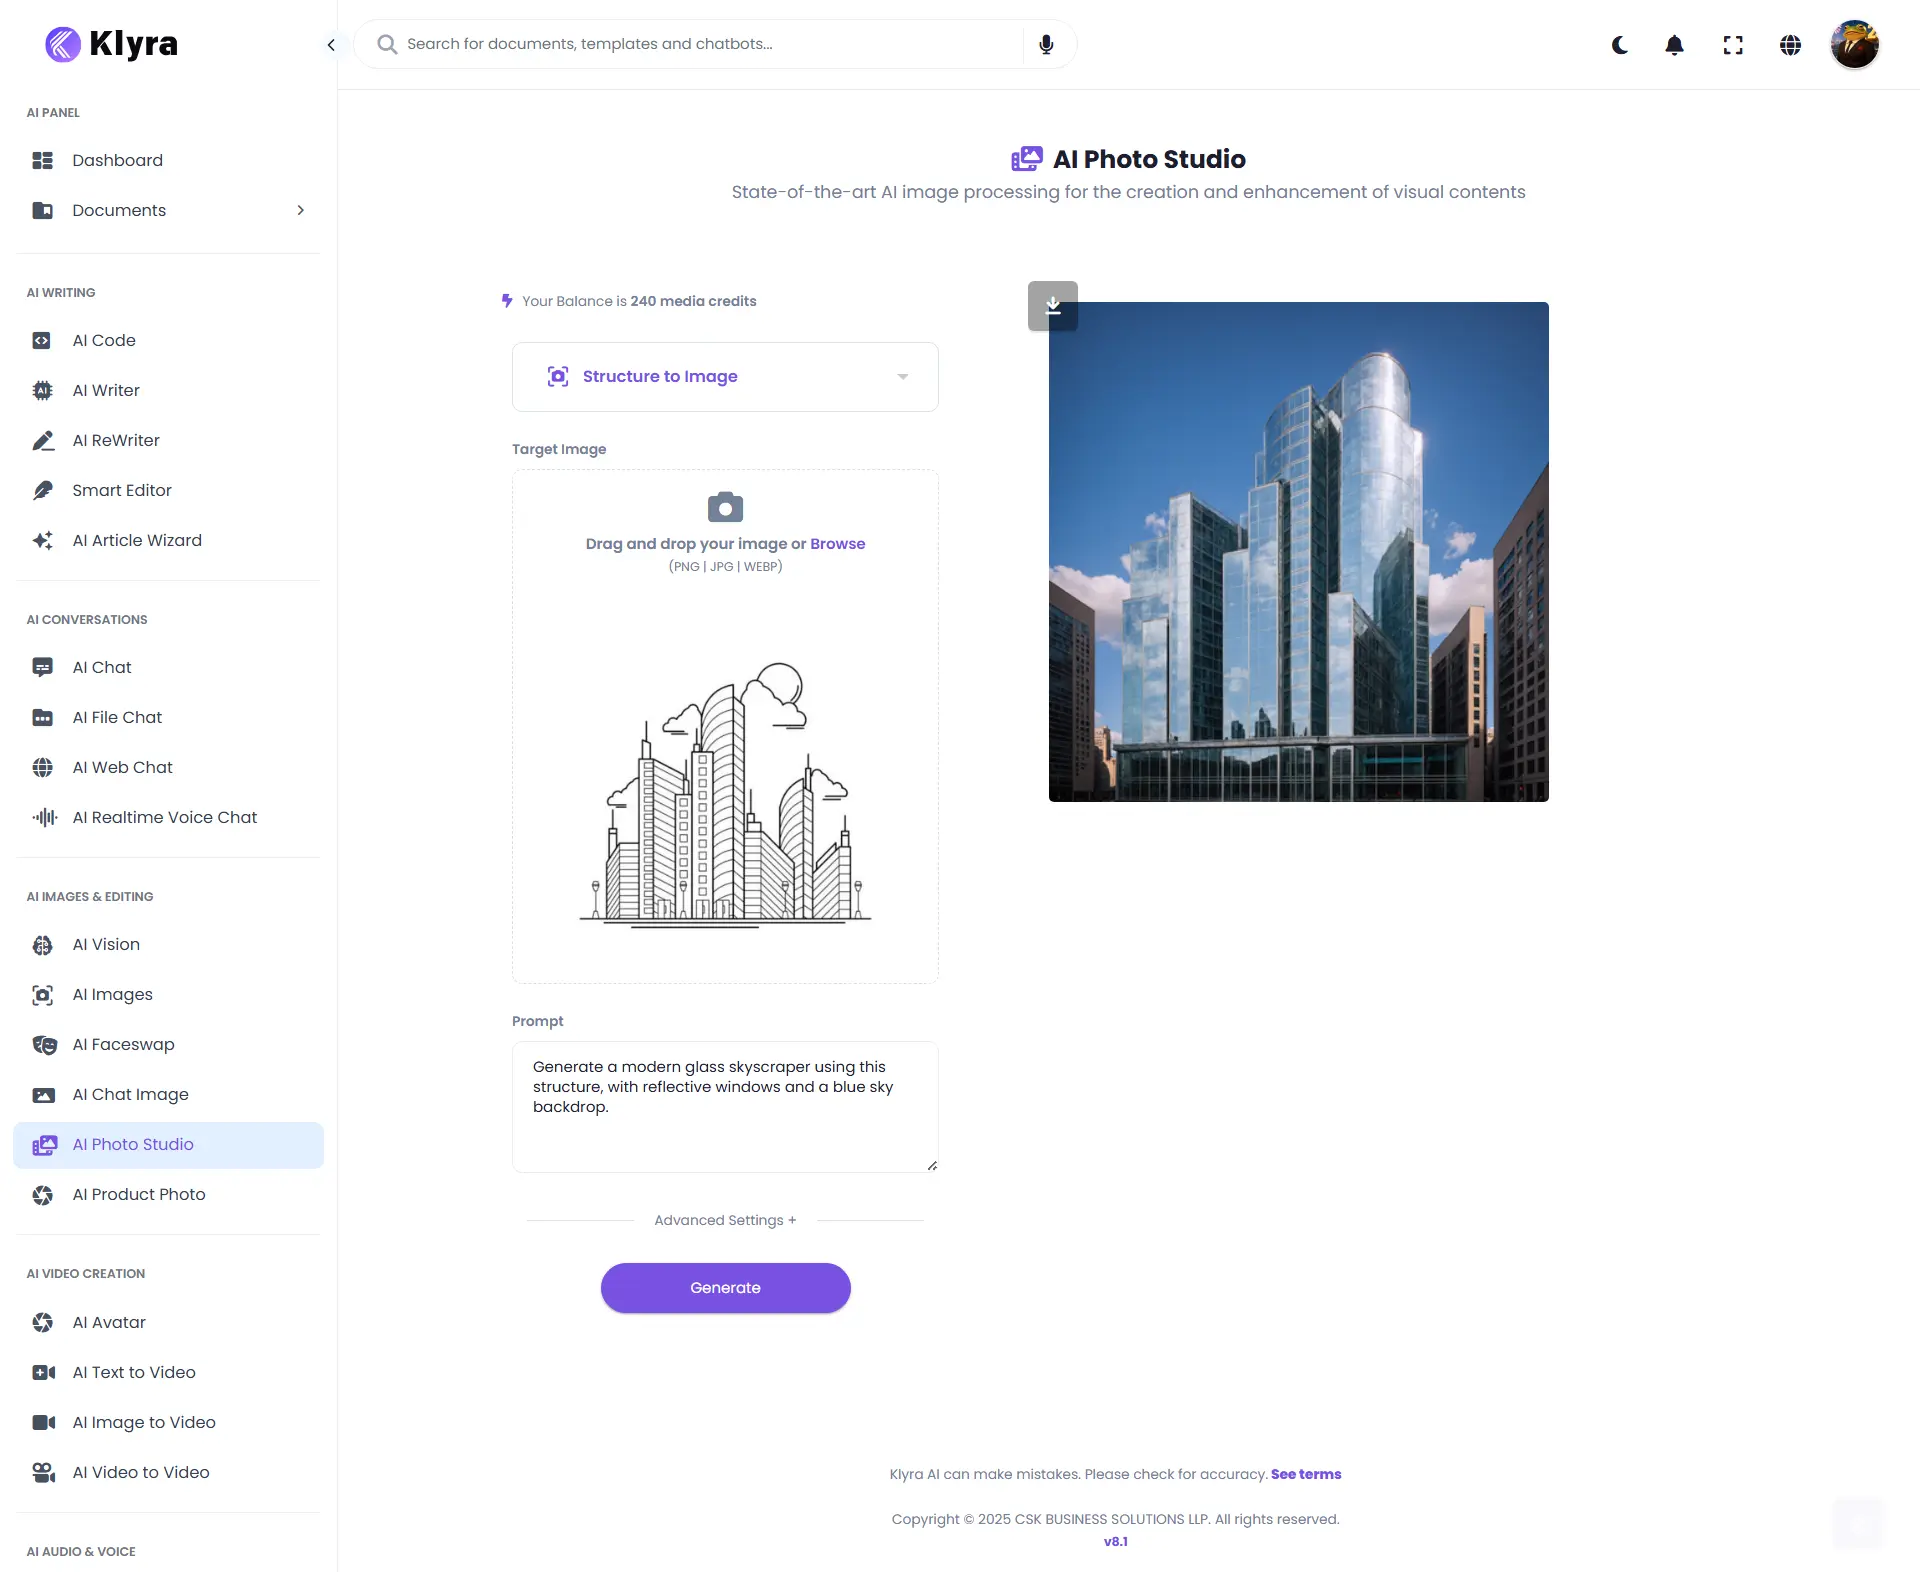 Klyra
Search for documents, templates and chatbots...
AI PANEL
Dashboard
Documents
AI WRITING
AI Code
AI Writer
AI ReWriter
Smart Editor
AI Article Wizard
AI CONVERSATIONS
AI Chat
AI File Chat
AI Web Chat
AI Realtime Voice Chat
AI IMAGES & EDITING
AI Vision
AI Images
AI Faceswap
AI Chat Image
AI Photo Studio
AI Product Photo
AI VIDEO CREATION
AI Avatar
AI Text to Video
AI Image to Video
AI Video to Video
AI AUDIO & VOICE
AI Photo Studio
State-of-the-art AI image processing for the creation and enhancement of visual contents
Your Balance is 240 media credits
Structure to Image
Target Image
Drag and drop your image or Browse
(PNG | JPG | WEBP)
Prompt
Generate a modern glass skyscraper using this
structure, with reflective windows and a blue sky
backdrop.
Advanced Settings +
Generate
Klyra AI can make mistakes. Please check for accuracy. See terms
Copyright © 2025 CSK BUSINESS SOLUTIONS LLP. All rights reserved.
v8.1